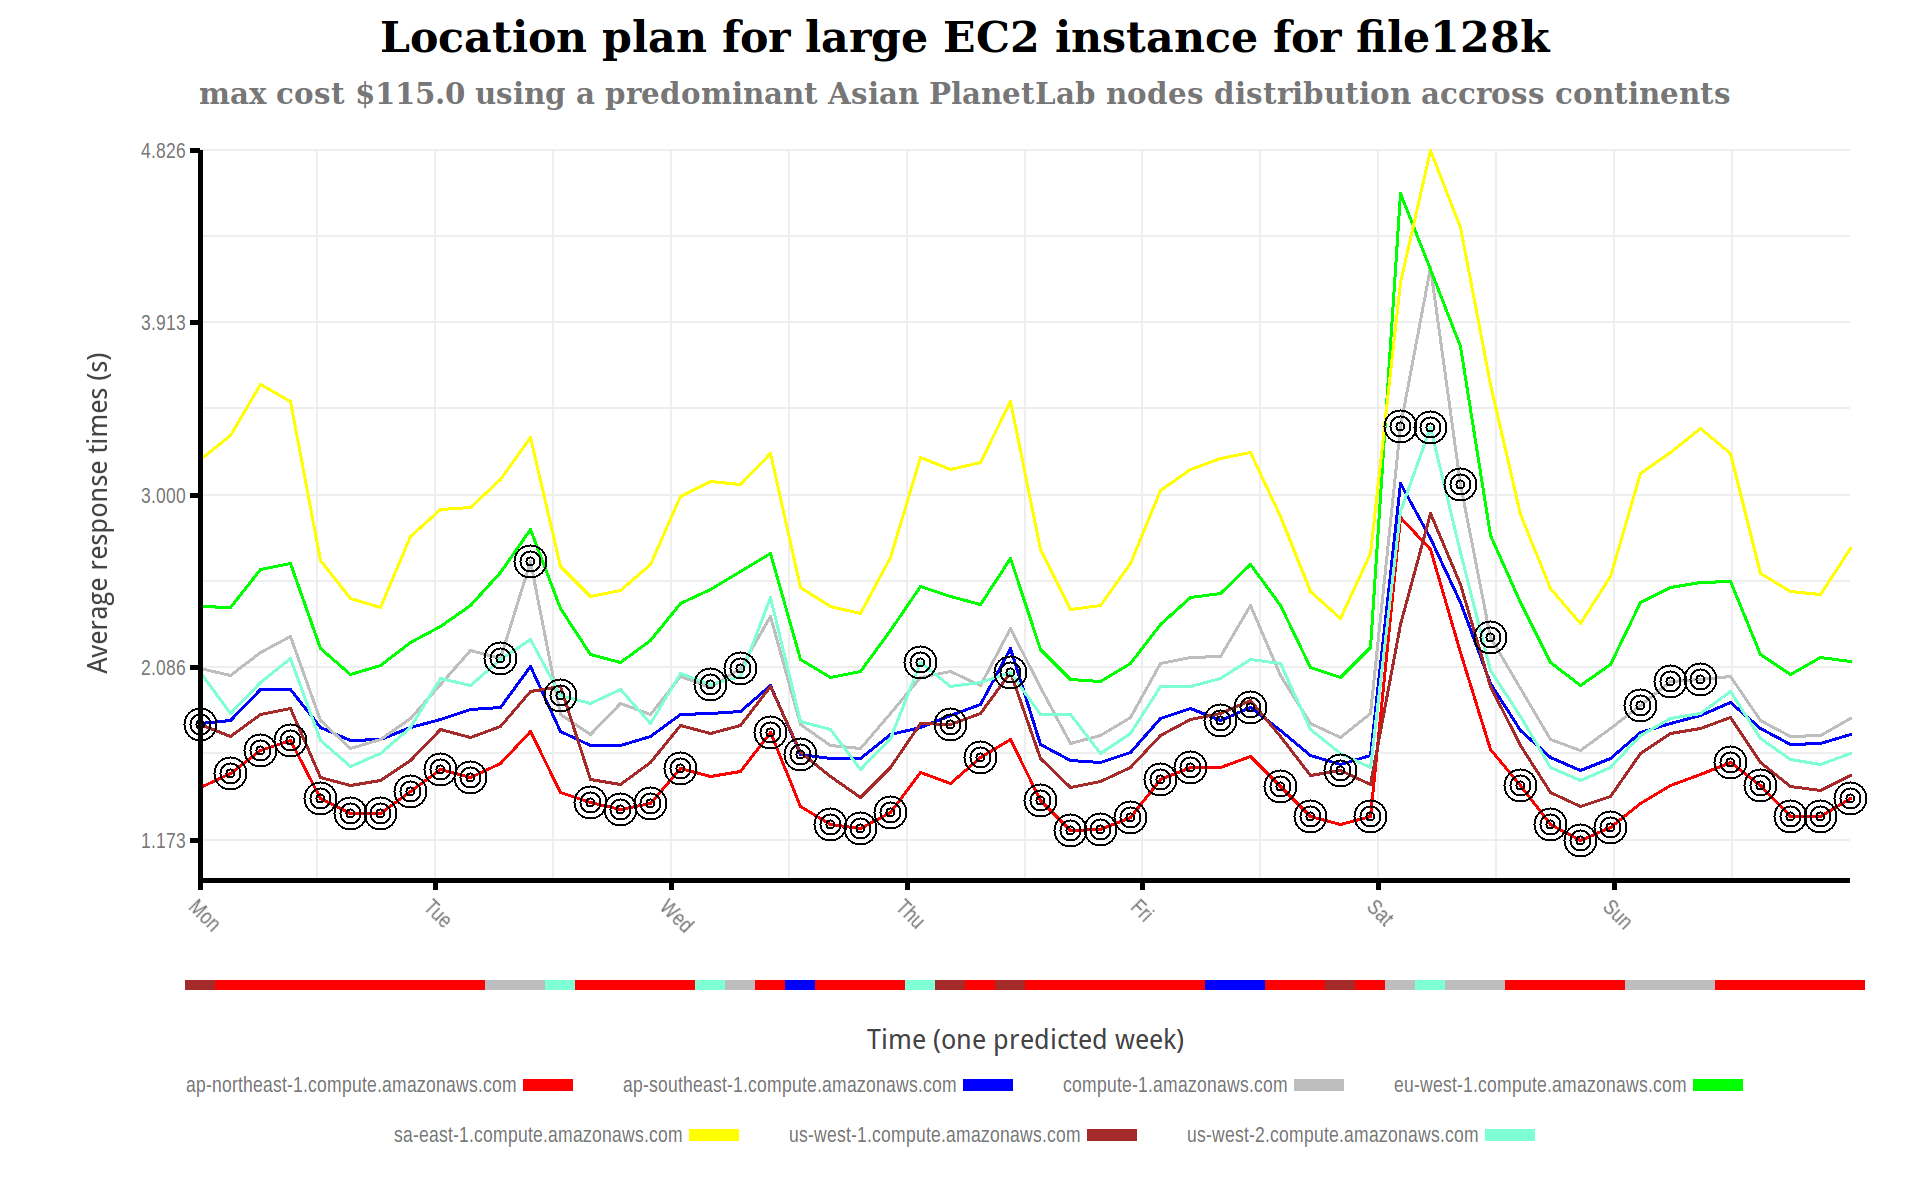 Location plan for large EC2 instance for file128k
max cost $115.0 using a predominant Asian PlanetLab nodes distribution accross continents
4.826
3.913
3.000
2.086
1.173
Average response times (s)
Mon Tue Wed Thu Fri Sat Sun
Time (one predicted week)
ap-northeast-1.compute.amazonaws.com ap-southeast-1.compute.amazonaws.com compute-1.amazonaws.com eu-west-1.compute.amazonaws.com
sa-east-1.compute.amazonaws.com us-west-1.compute.amazonaws.com us-west-2.compute.amazonaws.com